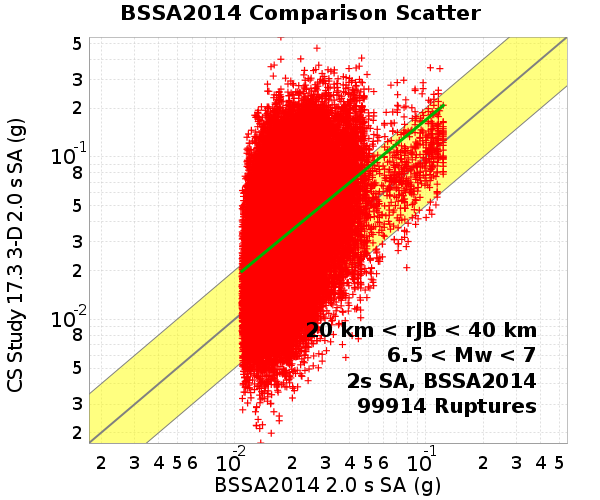 BSSA2014 Comparison Scatter
CS Study 17.3 3-D 2.0 s SA (g)
5
3
2
10-1
8
5
3
2
10-2
8
5
3
2
20 km < rJB < 40 km
6.5 < Mw < 7
2s SA, BSSA2014
99914 Ruptures
2 3 4 5 6 10-2 2 3 4 5 6 8 10-1 2 3 4 5
BSSA2014 2.0 s SA (g)